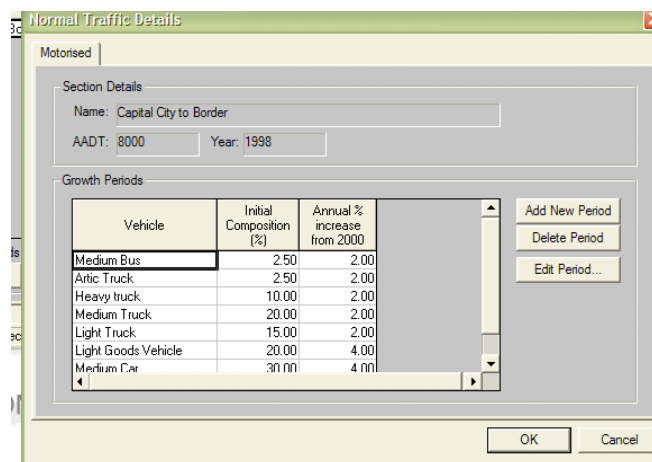 Normal Traffic Details
Motorised
Section Details
Name: Capital City to Border
AADT: 8000 Year: 1998
Growth Periods
Vehicle Initial Composition (%) Annual % increase from 2000
Medium Bus 2.50 2.00
Artic Truck 2.50 2.00
Heavy truck 10.00 2.00
Medium Truck 20.00 2.00
Light Truck 15.00 2.00
Light Goods Vehicle 20.00 4.00
Medium Car 30.00 4.00
Add New Period
Delete Period
Edit Period...
OK Cancel